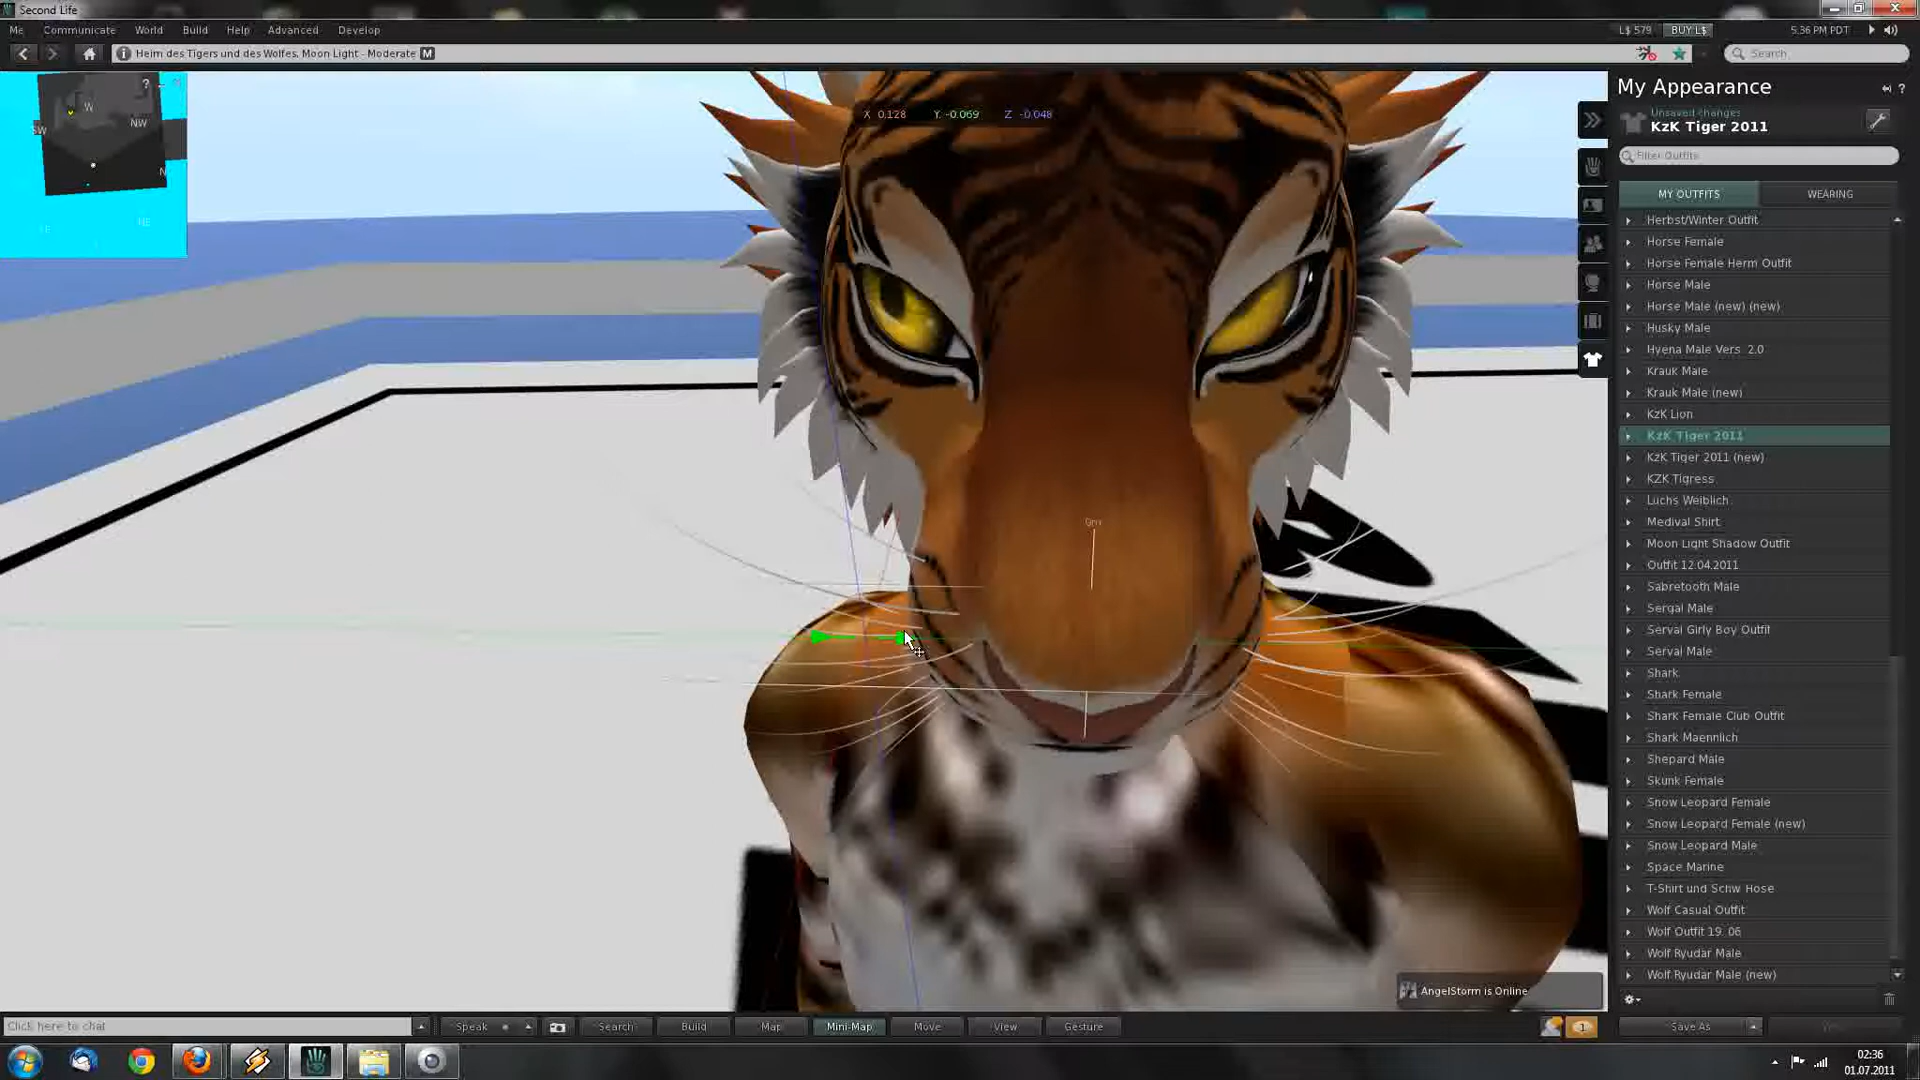 Second Life
Me Communicate World Build Help Advanced Develop
L$ 579 BUY L$ 5:36 PM PDT
Heim des Tigers und des Wolfes, Moon Light - Moderate M
Search
? W SW NW N NE
X 0.128 Y -0.069 Z -0.048
My Appearance
?
Unsaved changes
KzK Tiger 2011
Filter Outfits
MY OUTFITS WEARING
Herbst/Winter Outfit
Horse Female
Horse Female Herm Outfit
Horse Male
Horse Male (new) (new)
Husky Male
Hyena Male Vers 2.0
Krauk Male
Krauk Male (new)
KzK Lion
KzK Tiger 2011
KzK Tiger 2011 (new)
KZK Tigress
Luchs Weiblich
Medival Shirt
Moon Light Shadow Outfit
Outfit 12.04.2011
Sabretooth Male
Sergal Male
Serval Girly Boy Outfit
Serval Male
Shark
Shark Female
Shark Female Club Outfit
Shark Maennlich
Shepard Male
Skunk Female
Snow Leopard Female
Snow Leopard Female (new)
Snow Leopard Male
Space Marine
T-Shirt und Schw Hose
Wolf Casual Outfit
Wolf Outfit 19. 06
Wolf Ryudar Male
Wolf Ryudar Male (new)
0m
AngelStorm is Online
Click here to chat Speak Search Build Map Mini-Map Move View Gesture 1 Save As
02:36
01.07.2011